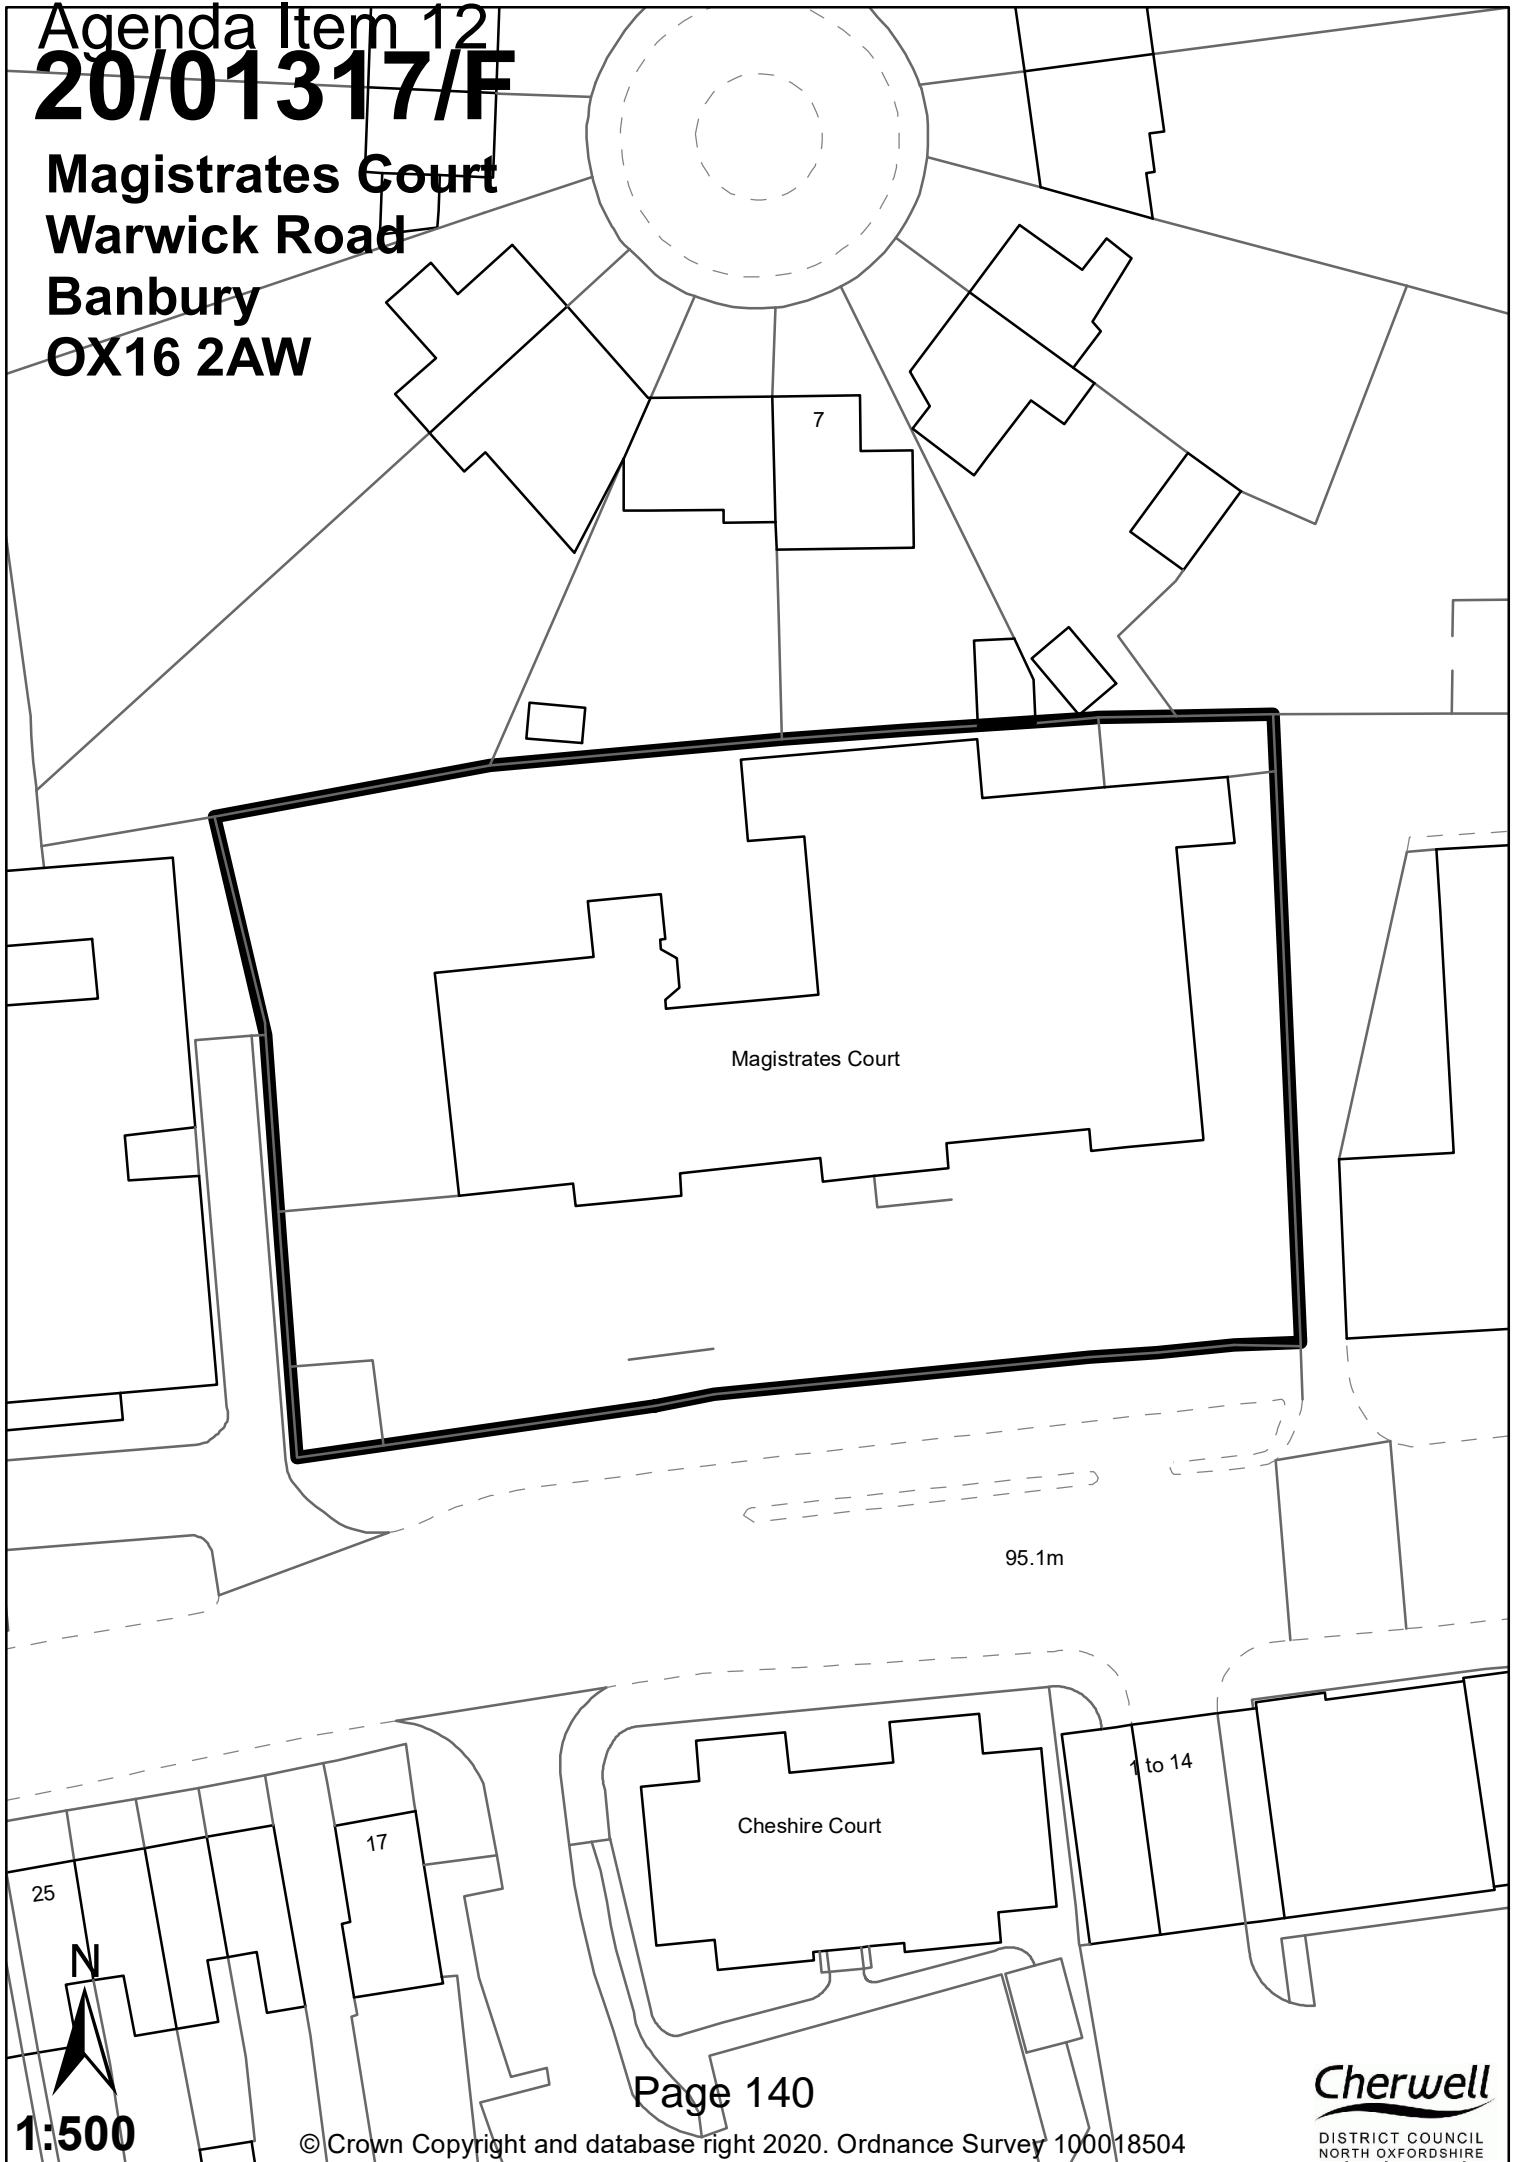 Agenda Item 12
20/01317/F
Magistrates Court
Warwick Road
Banbury
OX16 2AW
7
Magistrates Court
95.1m
1 to 14
Cheshire Court
17
25
N
1:500
Page 140
© Crown Copyright and database right 2020. Ordnance Survey 100018504
Cherwell
DISTRICT COUNCIL
NORTH OXFORDSHIRE